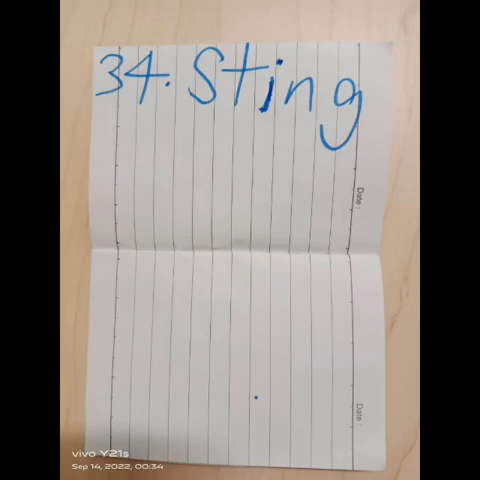 34. Sting
Date :
Date :
vivo Y21s
Sep 14, 2022, 00:34